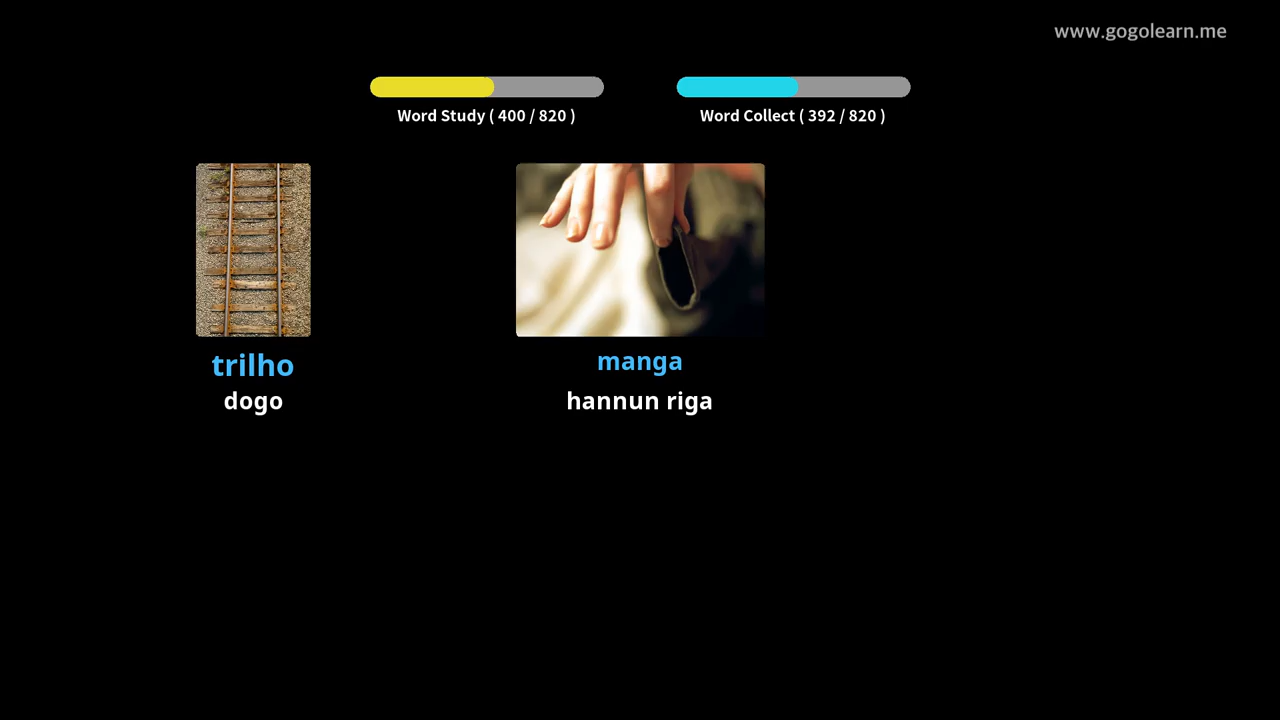 www.gogolearn.me
Word Study ( 400 / 820 )
Word Collect ( 392 / 820 )
trilho
dogo
manga
hannun riga